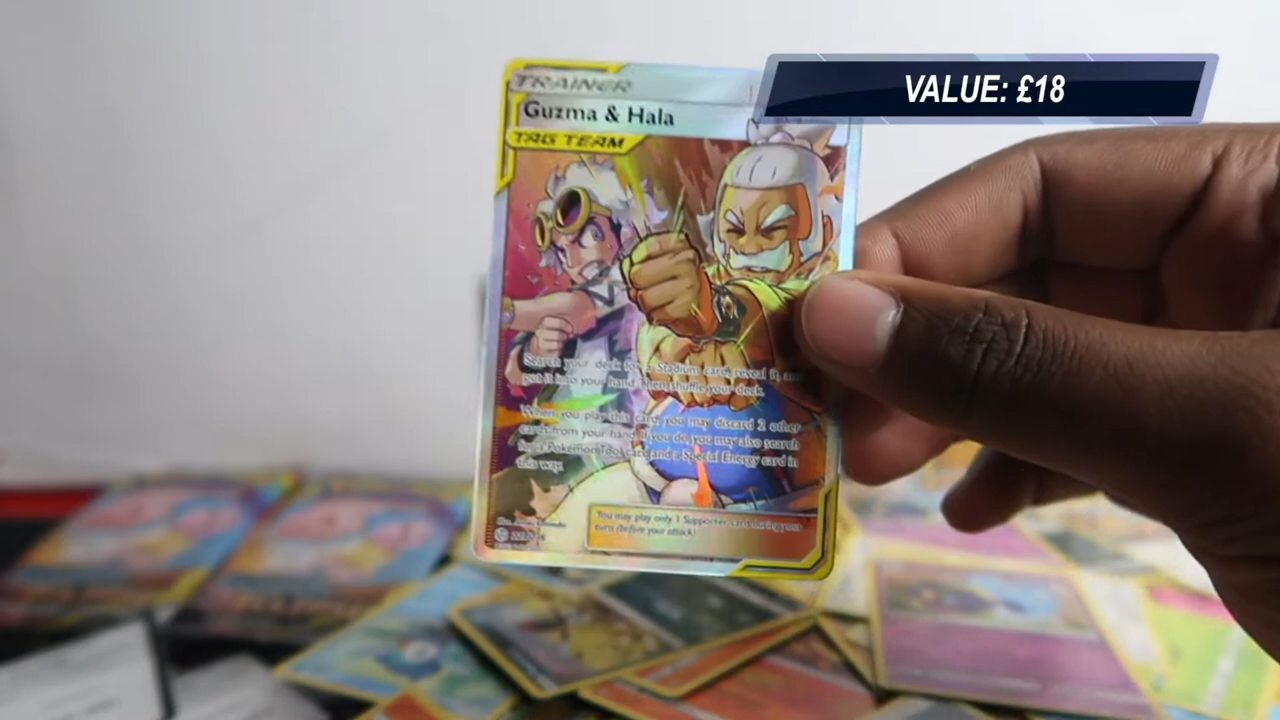 VALUE: £18
TRAINER
Guzma & Hala
TAG TEAM
Search your deck for a Stadium card, reveal it, and
put it into your hand. Then, shuffle your deck.
When you play this card, you may discard 2 other
cards from your hand. If you do, you may also search
for a Pokémon Tool card and a Special Energy card in
this way.
You may play only 1 Supporter card during your
turn (before your attack).